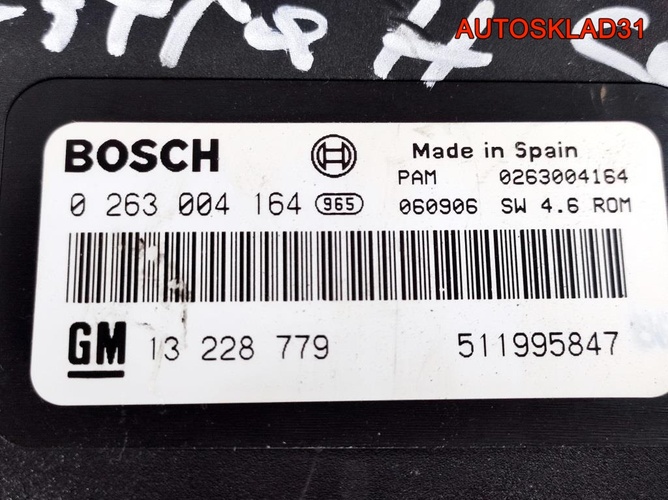 AUTOSKLAD31
BOSCH Made in Spain
PAM 0263004164
0 263 004 164 965 060906 SW 4.6 ROM
GM 13 228 779 511995847